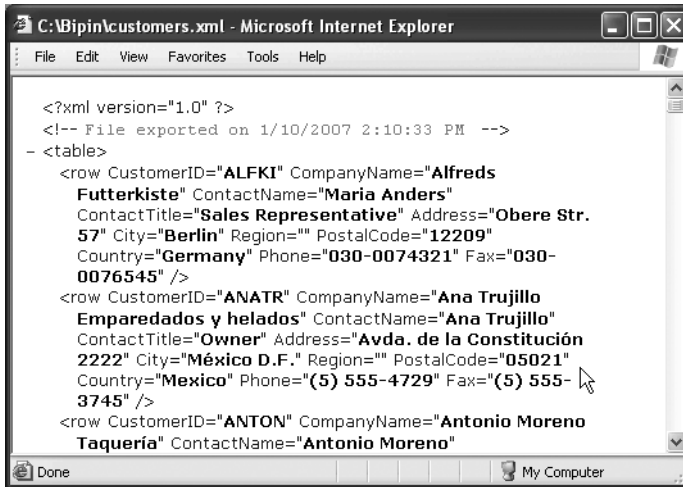 C:\Bipin\customers.xml - Microsoft Internet Explorer
File Edit View Favorites Tools Help
<?xml version="1.0" ?>
<!-- File exported on 1/10/2007 2:10:33 PM -->
- <table>
<row CustomerID="ALFKI" CompanyName="Alfreds
Futterkiste" ContactName="Maria Anders"
ContactTitle="Sales Representative" Address="Obere Str.
57" City="Berlin" Region="" PostalCode="12209"
Country="Germany" Phone="030-0074321" Fax="030-
0076545" />
<row CustomerID="ANATR" CompanyName="Ana Trujillo
Emparedados y helados" ContactName="Ana Trujillo"
ContactTitle="Owner" Address="Avda. de la Constitución
2222" City="México D.F." Region="" PostalCode="05021"
Country="Mexico" Phone="(5) 555-4729" Fax="(5) 555-
3745" />
<row CustomerID="ANTON" CompanyName="Antonio Moreno
Taquería" ContactName="Antonio Moreno"
Done My Computer